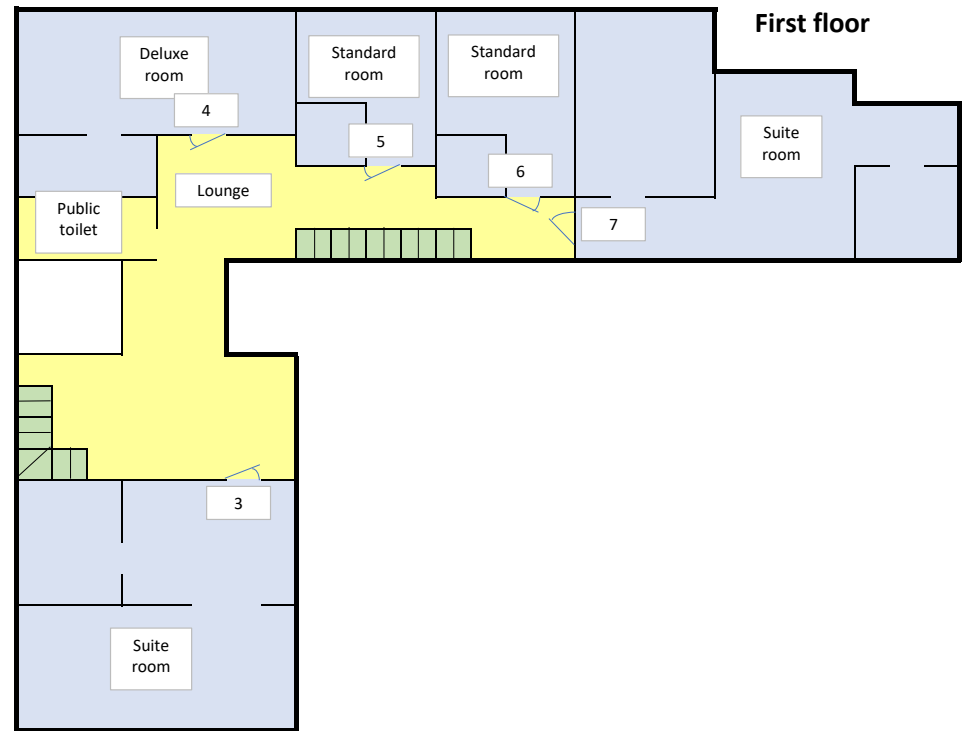 First floor
Deluxe
room
Standard
room
Standard
room
4
5
6
Suite
room
Lounge
Public
toilet
7
3
Suite
room